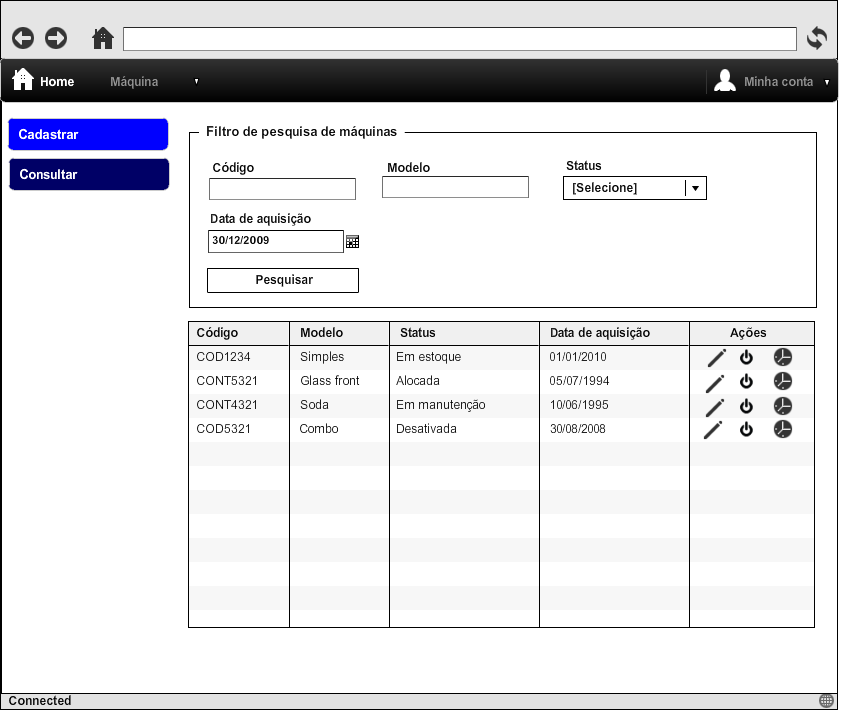 Home Máquina Minha conta
Cadastrar
Consultar
Filtro de pesquisa de máquinas
Código Modelo Status
[Selecione]
Data de aquisição
30/12/2009
Pesquisar
Código Modelo Status Data de aquisição Ações
COD1234 Simples Em estoque 01/01/2010
CONT5321 Glass front Alocada 05/07/1994
CONT4321 Soda Em manutenção 10/06/1995
COD5321 Combo Desativada 30/08/2008
Connected